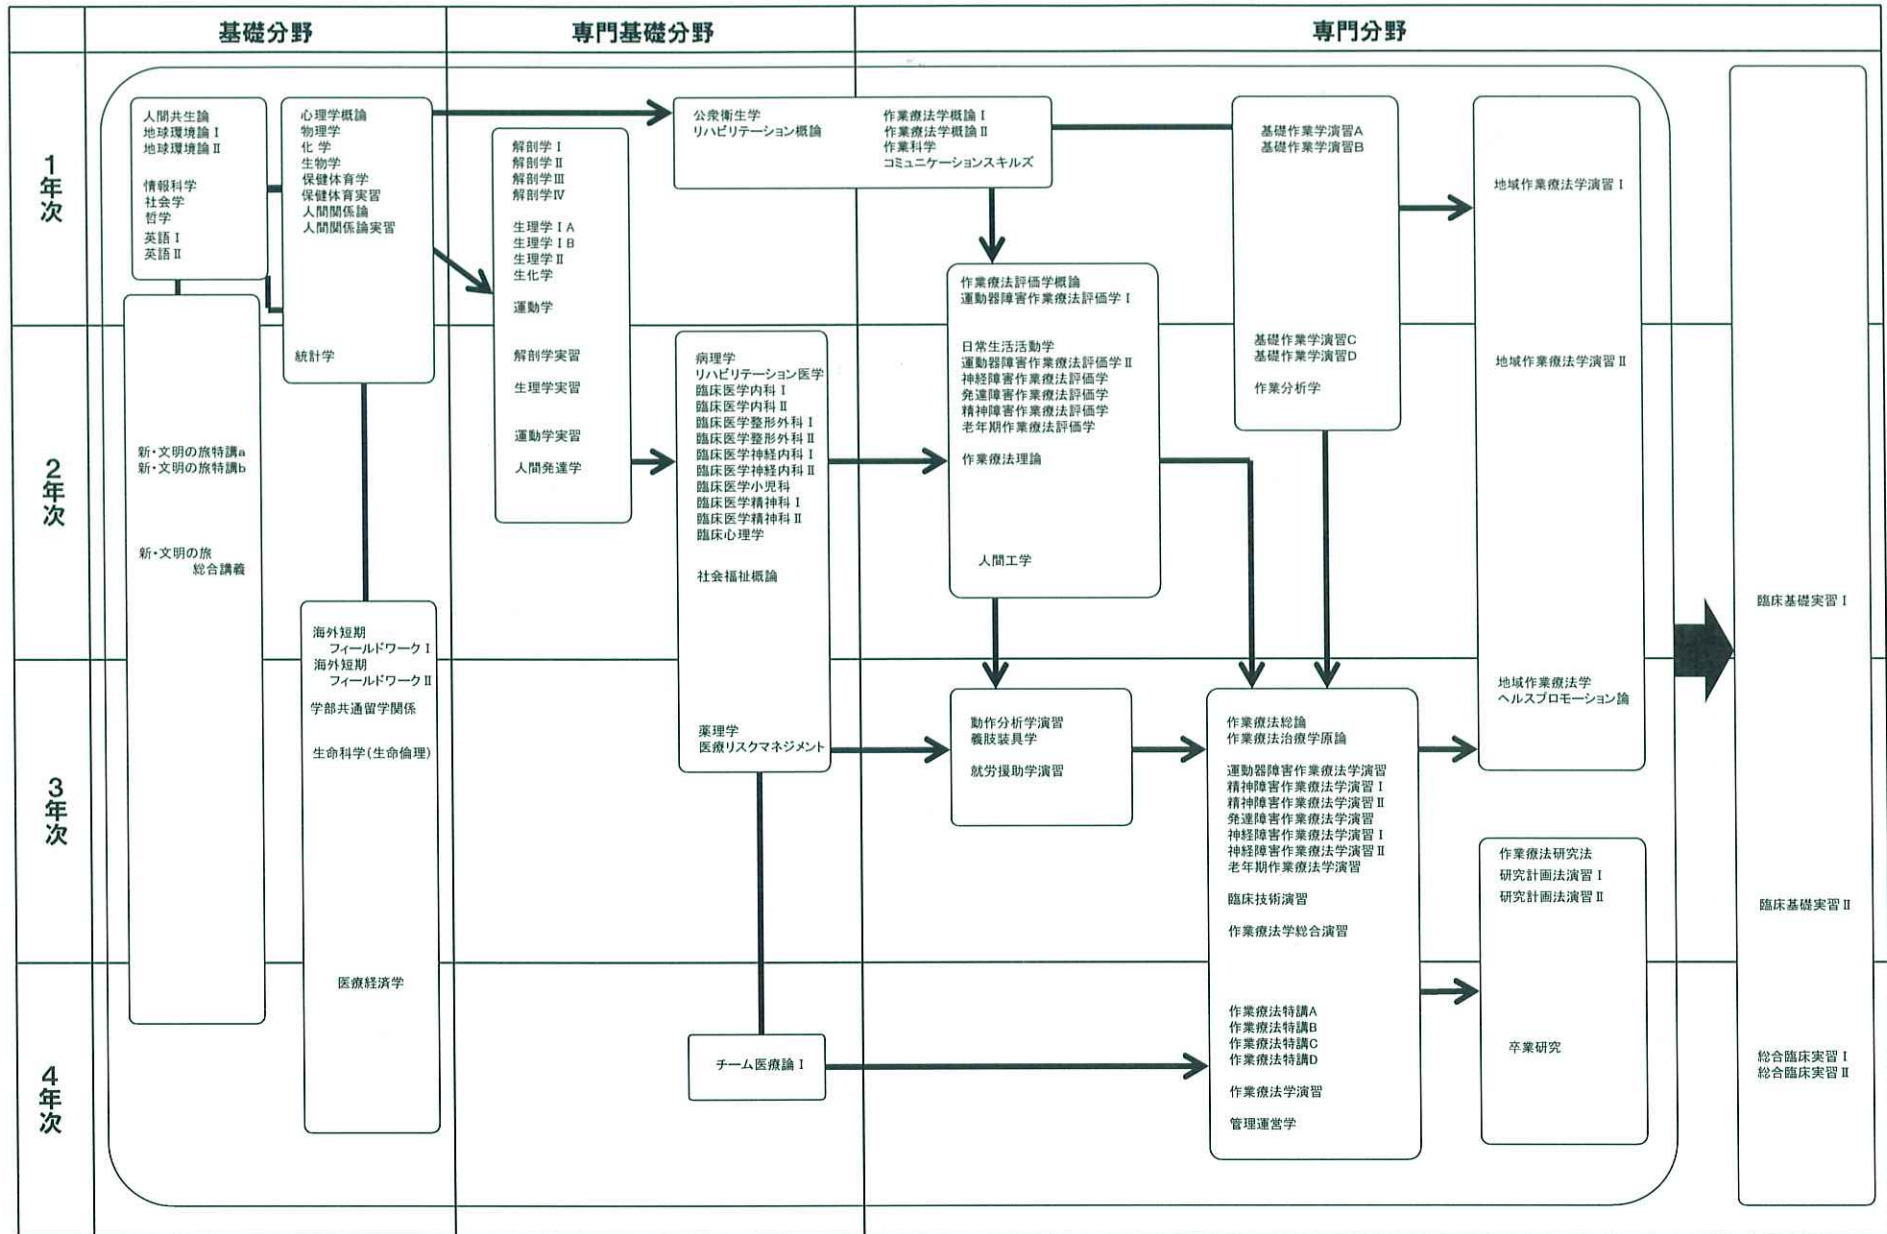 基礎分野
専門基礎分野
専門分野
1年次
2年次
3年次
4年次
人間共生論
地球環境論Ⅰ
地球環境論Ⅱ
情報科学
社会学
哲学
英語Ⅰ
英語Ⅱ
新・文明の旅特講a
新・文明の旅特講b
新・文明の旅
総合講義
心理学概論
物理学
化学
生物学
保健体育学
保健体育実習
人間関係論
人間関係論実習
統計学
海外短期
フィールドワークⅠ
海外短期
フィールドワークⅡ
学部共通留学関係
生命科学(生命倫理)
医療経済学
解剖学Ⅰ
解剖学Ⅱ
解剖学Ⅲ
解剖学Ⅳ
生理学ⅠA
生理学ⅠB
生理学Ⅱ
生化学
運動学
解剖学実習
生理学実習
運動学実習
人間発達学
公衆衛生学
リハビリテーション概論
作業療法学概論Ⅰ
作業療法学概論Ⅱ
作業科学
コミュニケーションスキルズ
病理学
リハビリテーション医学
臨床医学内科Ⅰ
臨床医学内科Ⅱ
臨床医学整形外科Ⅰ
臨床医学整形外科Ⅱ
臨床医学神経内科Ⅰ
臨床医学神経内科Ⅱ
臨床医学小児科
臨床医学精神科Ⅰ
臨床医学精神科Ⅱ
臨床心理学
社会福祉概論
薬理学
医療リスクマネジメント
チーム医療論Ⅰ
作業療法評価学概論
運動器障害作業療法評価学Ⅰ
日常生活活動学
運動器障害作業療法評価学Ⅱ
神経障害作業療法評価学
発達障害作業療法評価学
精神障害作業療法評価学
老年期作業療法評価学
作業療法理論
人間工学
動作分析学演習
義肢装具学
就労援助学演習
基礎作業学演習A
基礎作業学演習B
基礎作業学演習C
基礎作業学演習D
作業分析学
作業療法総論
作業療法治療学原論
運動器障害作業療法学演習
精神障害作業療法学演習Ⅰ
精神障害作業療法学演習Ⅱ
発達障害作業療法学演習
神経障害作業療法学演習Ⅰ
神経障害作業療法学演習Ⅱ
老年期作業療法学演習
臨床技術演習
作業療法学総合演習
作業療法特講A
作業療法特講B
作業療法特講C
作業療法特講D
作業療法学演習
管理運営学
地域作業療法学演習Ⅰ
地域作業療法学演習Ⅱ
地域作業療法学
ヘルスプロモーション論
作業療法研究法
研究計画法演習Ⅰ
研究計画法演習Ⅱ
卒業研究
臨床基礎実習Ⅰ
臨床基礎実習Ⅱ
総合臨床実習Ⅰ
総合臨床実習Ⅱ